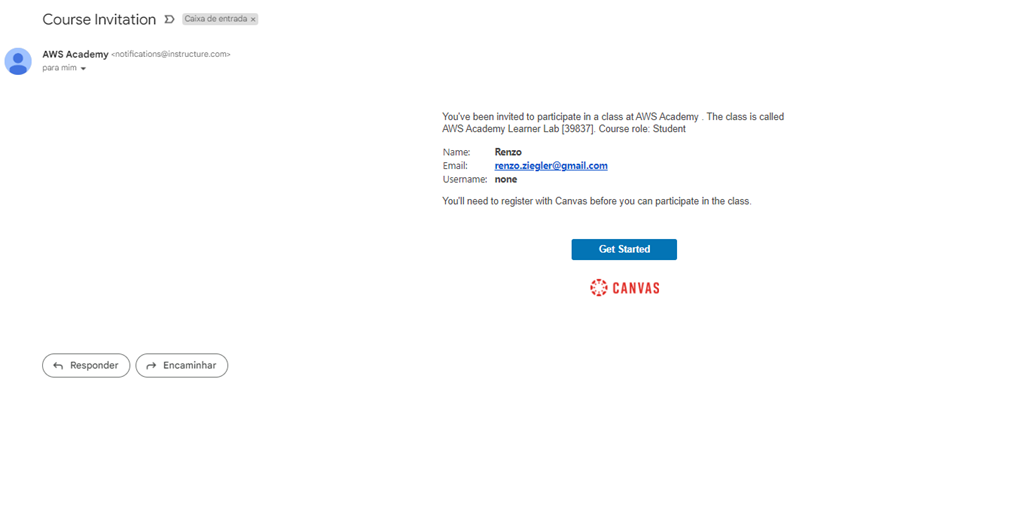 Course Invitation Caixa de entrada x
AWS Academy <notifications@instructure.com>
para mim
You've been invited to participate in a class at AWS Academy . The class is called
AWS Academy Learner Lab [39837]. Course role: Student
Name: Renzo
Email: renzo.ziegler@gmail.com
Username: none
You'll need to register with Canvas before you can participate in the class.
Get Started
CANVAS
Responder Encaminhar